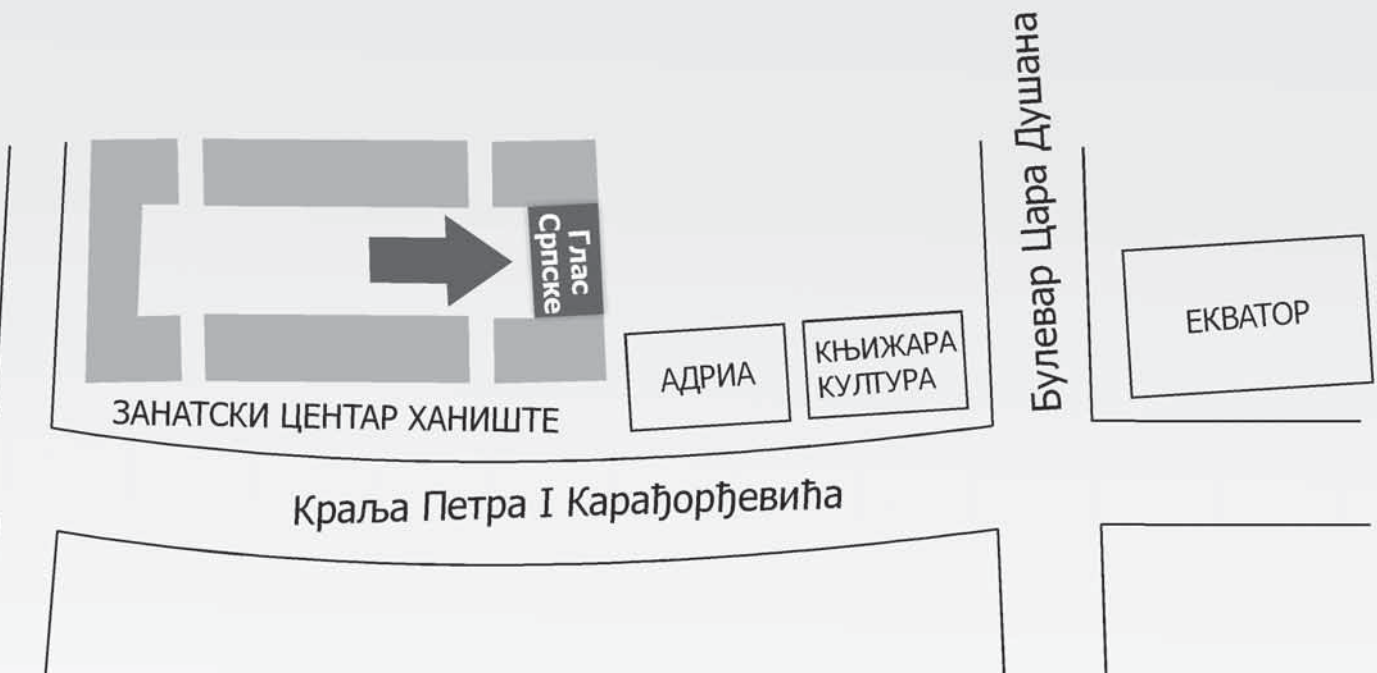 Булевар Цара Душана
Глас
Српске
ЕКВАТОР
АДРИА
КЊИЖАРА
КУЛТУРА
ЗАНАТСКИ ЦЕНТАР ХАНИШТЕ
Краља Петра I Карађорђевића